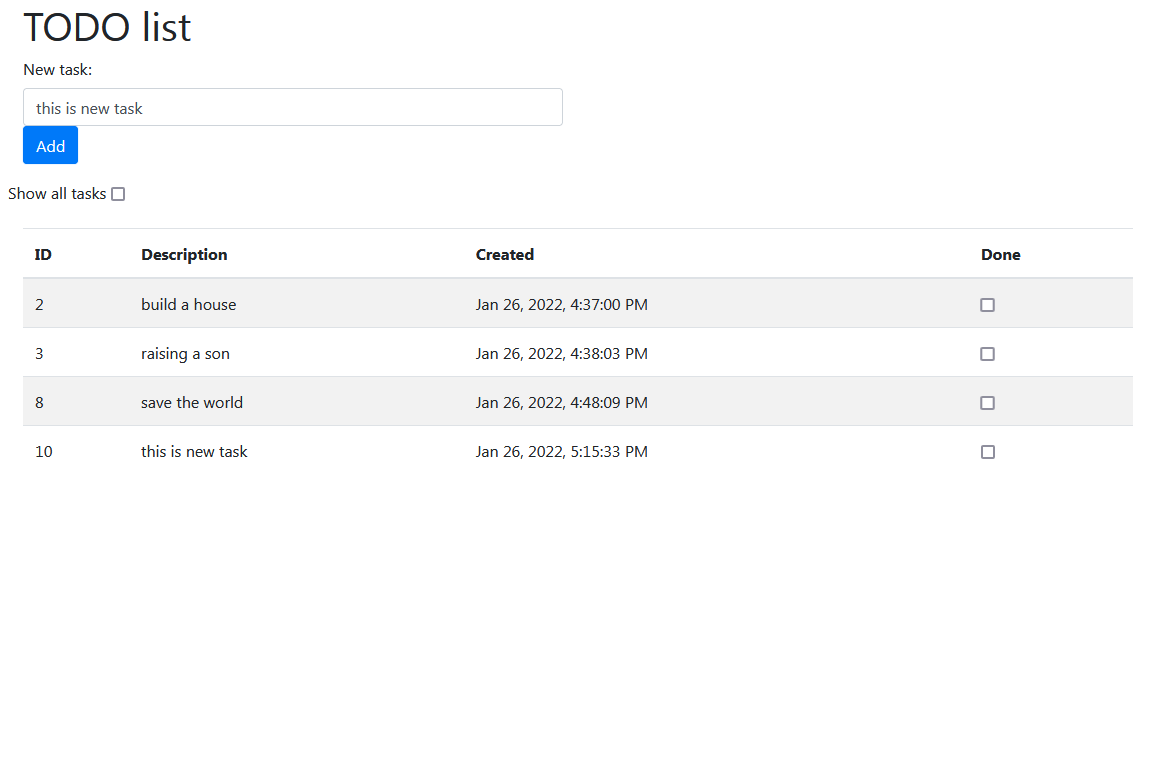 TODO list
New task:
this is new task
Add
Show all tasks
ID Description Created Done
2 build a house Jan 26, 2022, 4:37:00 PM
3 raising a son Jan 26, 2022, 4:38:03 PM
8 save the world Jan 26, 2022, 4:48:09 PM
10 this is new task Jan 26, 2022, 5:15:33 PM